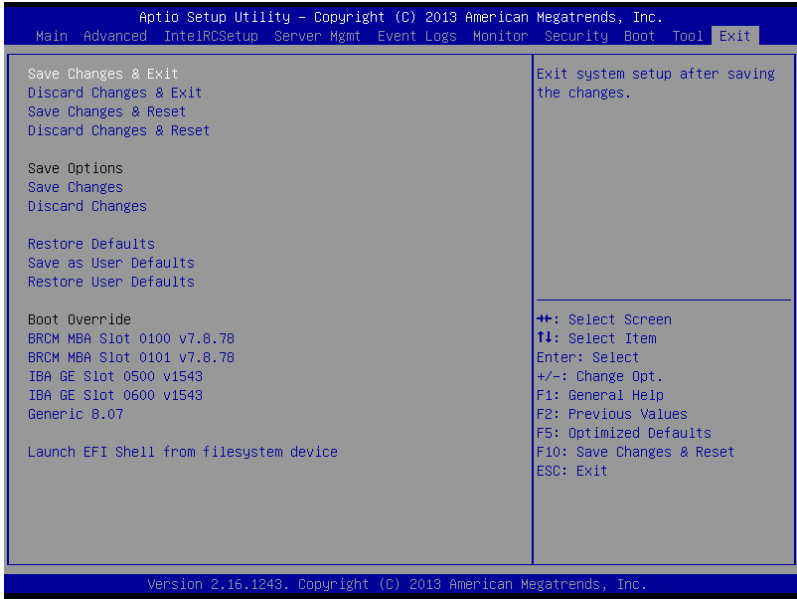 Aptio Setup Utility – Copyright (C) 2013 American Megatrends, Inc.
Main Advanced IntelRCSetup Server Mgmt Event Logs Monitor Security Boot Tool Exit
Save Changes & Exit
Discard Changes & Exit
Save Changes & Reset
Discard Changes & Reset
Save Options
Save Changes
Discard Changes
Restore Defaults
Save as User Defaults
Restore User Defaults
Boot Override
BRCM MBA Slot 0100 v7.8.78
BRCM MBA Slot 0101 v7.8.78
IBA GE Slot 0500 v1543
IBA GE Slot 0600 v1543
Generic 8.07
Launch EFI Shell from filesystem device
Exit system setup after saving
the changes.
→←: Select Screen
↑↓: Select Item
Enter: Select
+/-: Change Opt.
F1: General Help
F2: Previous Values
F5: Optimized Defaults
F10: Save Changes & Reset
ESC: Exit
Version 2.16.1243. Copyright (C) 2013 American Megatrends, Inc.